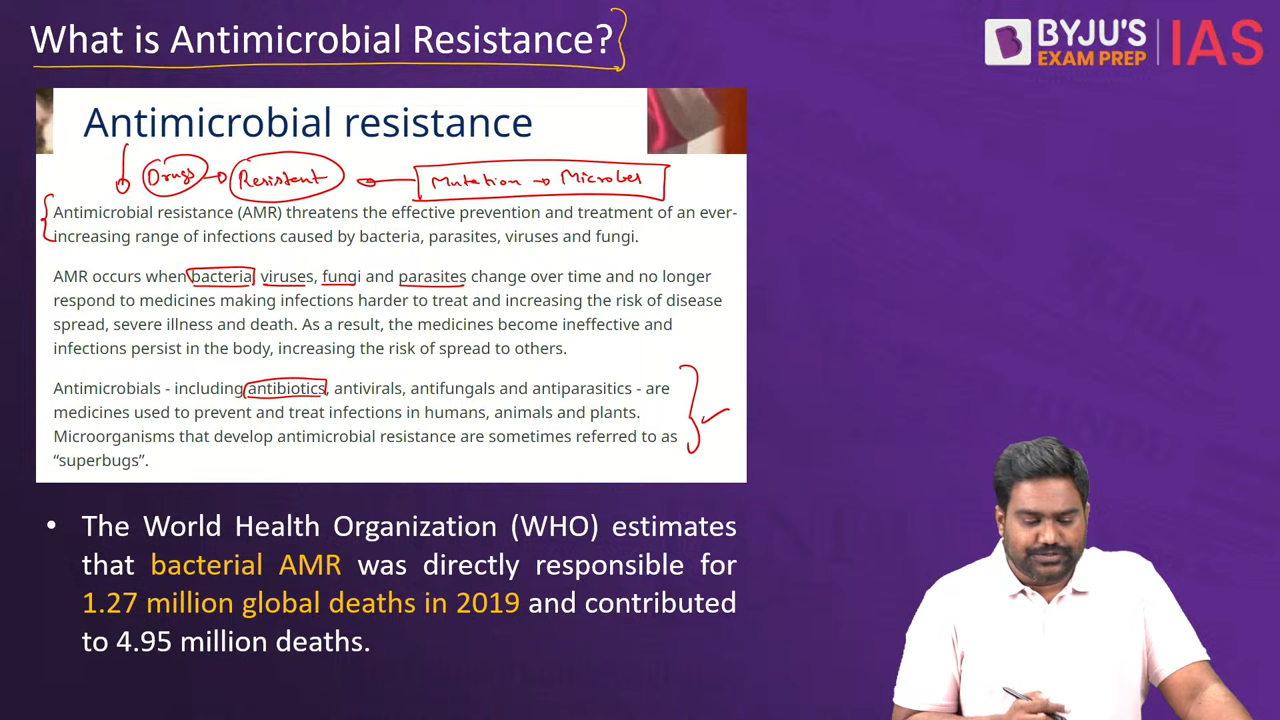 What is Antimicrobial Resistance?
BYJU'S
EXAM PREP
IAS
Antimicrobial resistance
Drugs → Resistent ← Mutation → Microbes
Antimicrobial resistance (AMR) threatens the effective prevention and treatment of an ever-
increasing range of infections caused by bacteria, parasites, viruses and fungi.
AMR occurs when bacteria, viruses, fungi and parasites change over time and no longer
respond to medicines making infections harder to treat and increasing the risk of disease
spread, severe illness and death. As a result, the medicines become ineffective and
infections persist in the body, increasing the risk of spread to others.
Antimicrobials - including antibiotics, antivirals, antifungals and antiparasitics - are
medicines used to prevent and treat infections in humans, animals and plants.
Microorganisms that develop antimicrobial resistance are sometimes referred to as
“superbugs”.
• The World Health Organization (WHO) estimates
that bacterial AMR was directly responsible for
1.27 million global deaths in 2019 and contributed
to 4.95 million deaths.